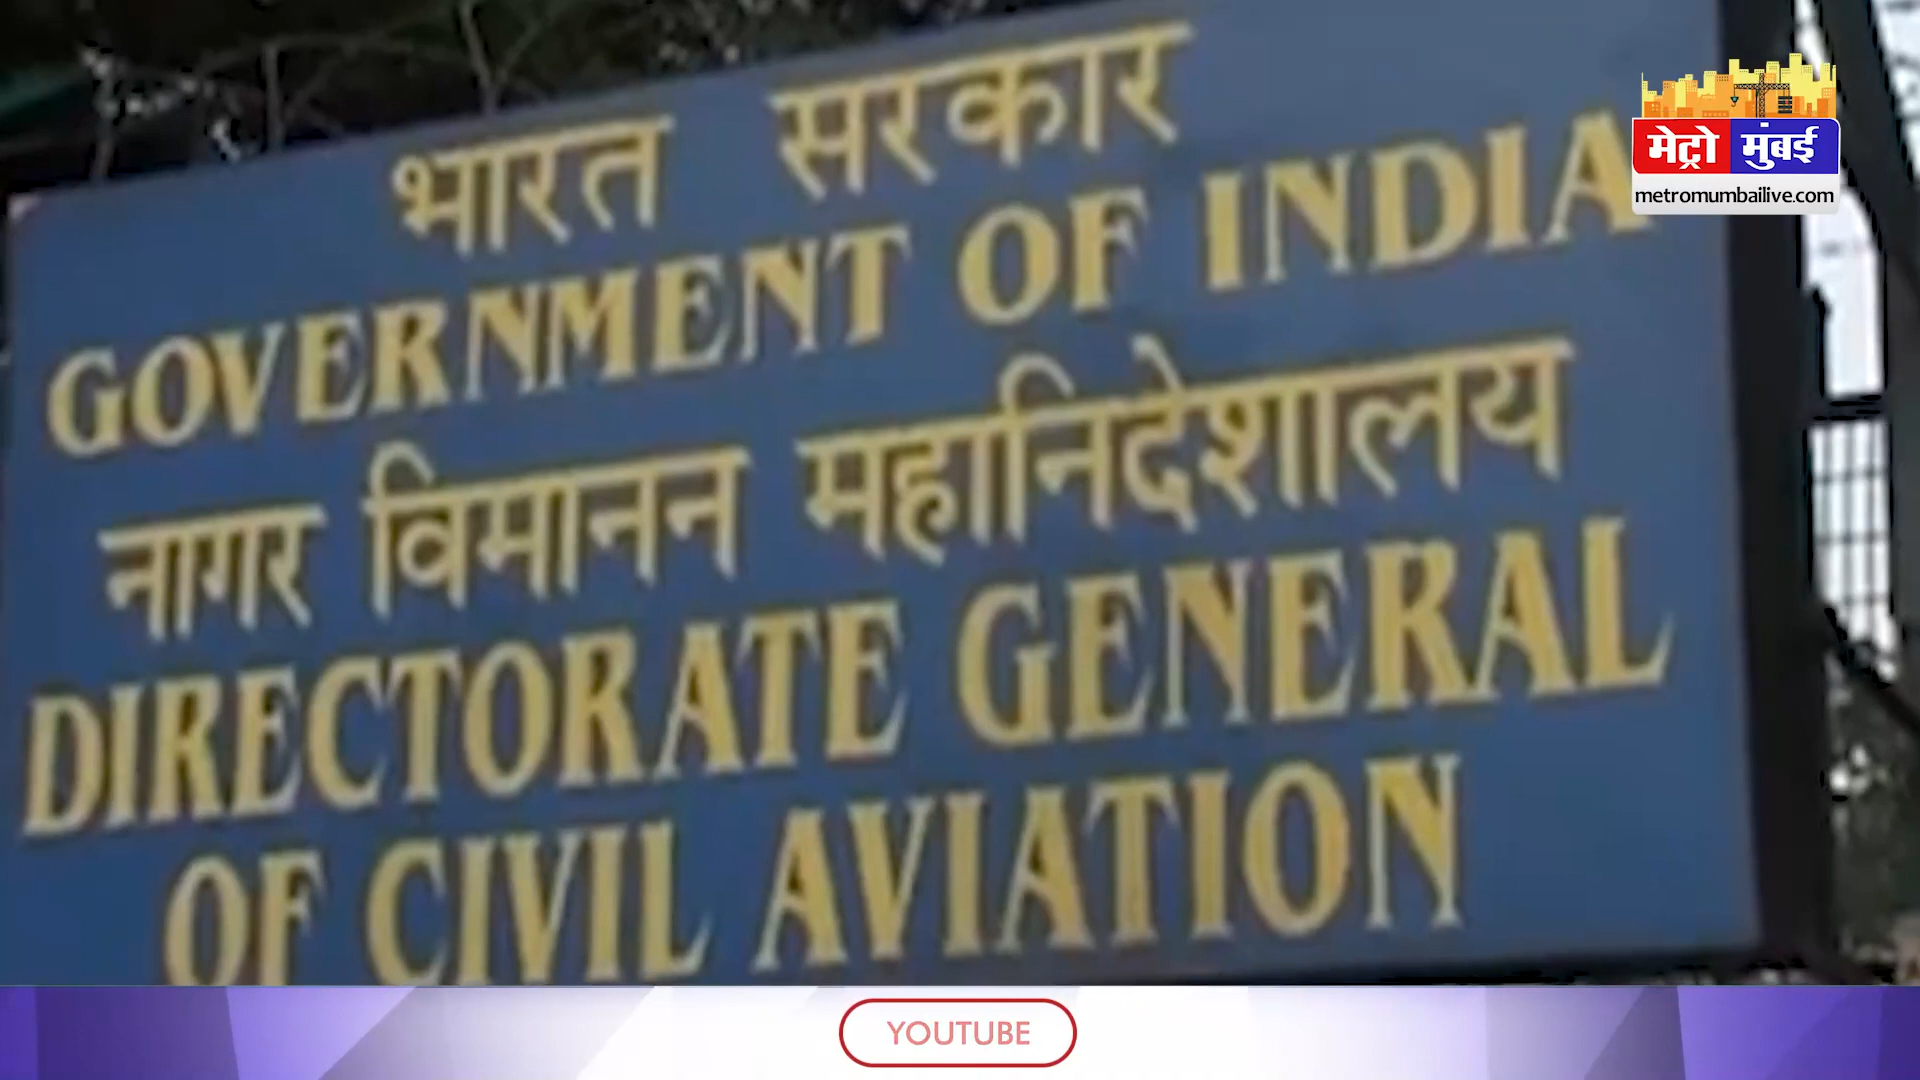 भारत सरकार
GOVERNMENT OF INDIA
नागर विमानन महानिदेशालय
DIRECTORATE GENERAL
OF CIVIL AVIATION
मेट्रो मुंबई
metromumbailive.com
YOUTUBE